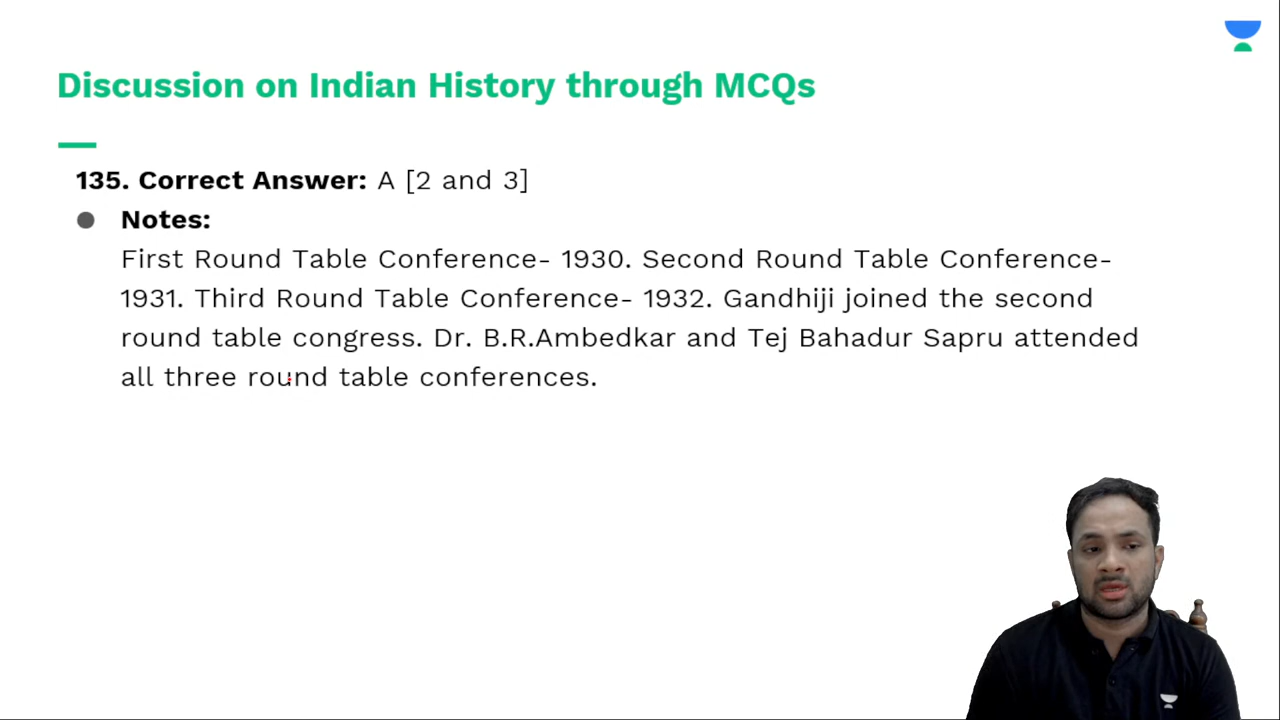 Discussion on Indian History through MCQs
135. Correct Answer: A [2 and 3]
● Notes:
First Round Table Conference- 1930. Second Round Table Conference-
1931. Third Round Table Conference- 1932. Gandhiji joined the second
round table congress. Dr. B.R.Ambedkar and Tej Bahadur Sapru attended
all three round table conferences.